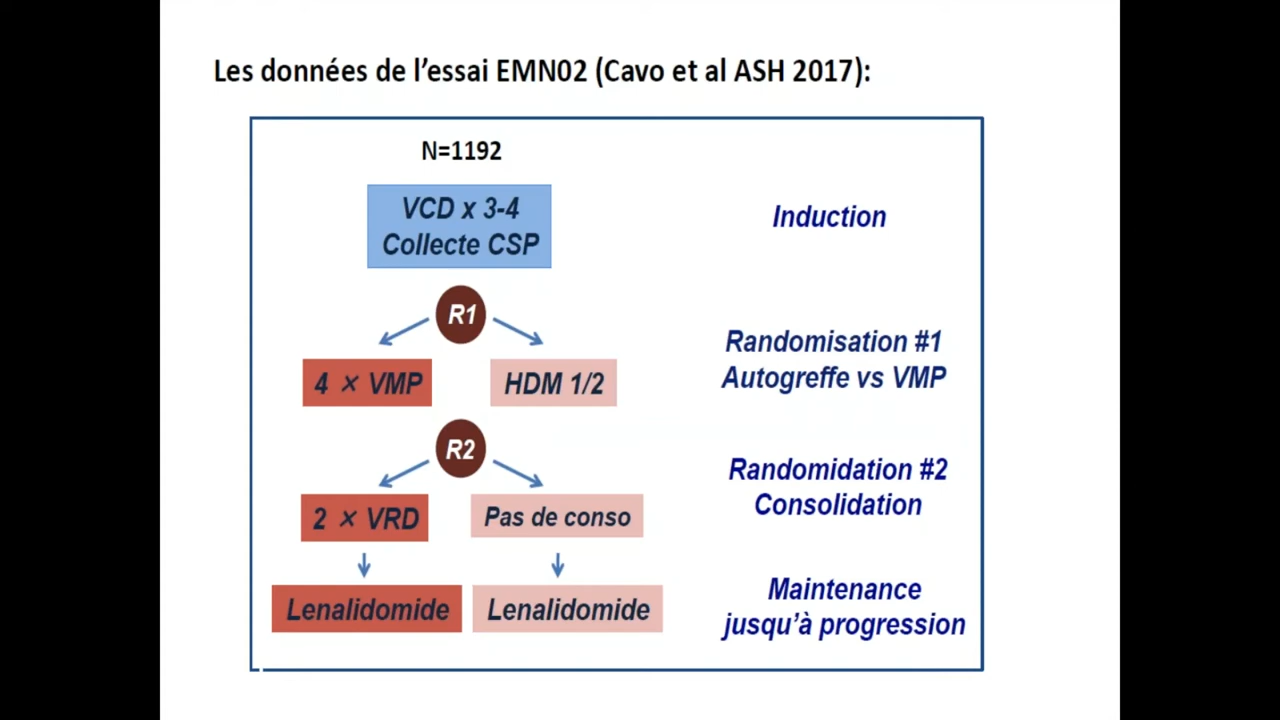 Les données de l'essai EMN02 (Cavo et al ASH 2017):
N=1192
VCD x 3-4
Collecte CSP
Induction
R1
4 × VMP
HDM 1/2
Randomisation #1
Autogreffe vs VMP
R2
2 × VRD
Pas de conso
Randomidation #2
Consolidation
Lenalidomide
Lenalidomide
Maintenance
jusqu'à progression